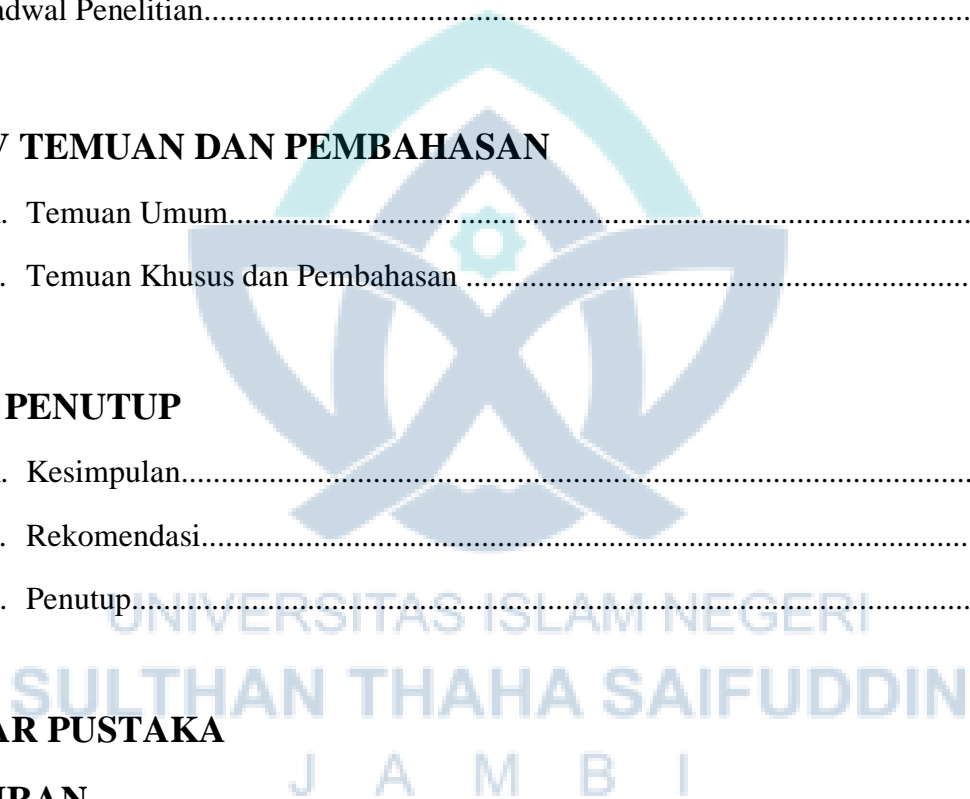 adwal Penelitian
V TEMUAN DAN PEMBAHASAN
. Temuan Umum
. Temuan Khusus dan Pembahasan
PENUTUP
. Kesimpulan
. Rekomendasi
. Penutup
UNIVERSITAS ISLAM NEGERI
SULTHAN THAHA SAIFUDDIN
AR PUSTAKA
JAMBI